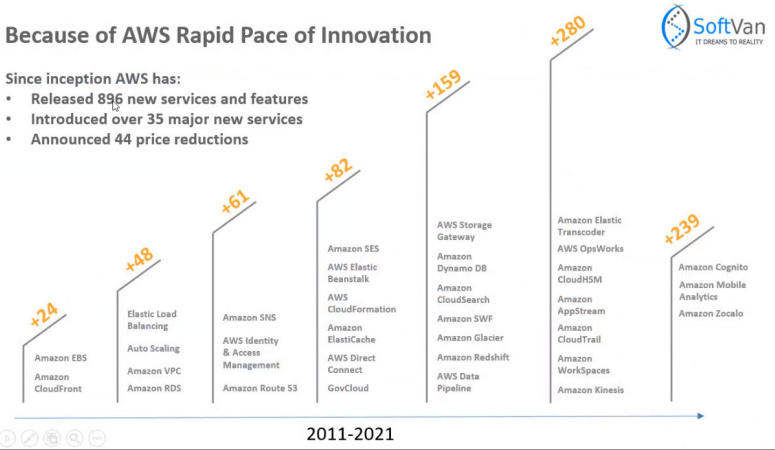 Because of AWS Rapid Pace of Innovation
SoftVan
IT DREAMS TO REALITY
Since inception AWS has:
• Released 896 new services and features
• Introduced over 35 major new services
• Announced 44 price reductions
+24
Amazon EBS
Amazon
CloudFront
+48
Elastic Load
Balancing
Auto Scaling
Amazon VPC
Amazon RDS
+61
Amazon SNS
AWS Identity
& Access
Management
Amazon Route 53
+82
Amazon SES
AWS Elastic
Beanstalk
AWS
CloudFormation
Amazon
ElastiCache
AWS Direct
Connect
GovCloud
+159
AWS Storage
Gateway
Amazon
Dynamo DB
Amazon
CloudSearch
Amazon SWF
Amazon Glacier
Amazon Redshift
AWS Data
Pipeline
+280
Amazon Elastic
Transcoder
AWS OpsWorks
Amazon
CloudHSM
Amazon
AppStream
Amazon
CloudTrail
Amazon
WorkSpaces
Amazon Kinesis
+239
Amazon Cognito
Amazon Mobile
Analytics
Amazon Zocalo
2011-2021